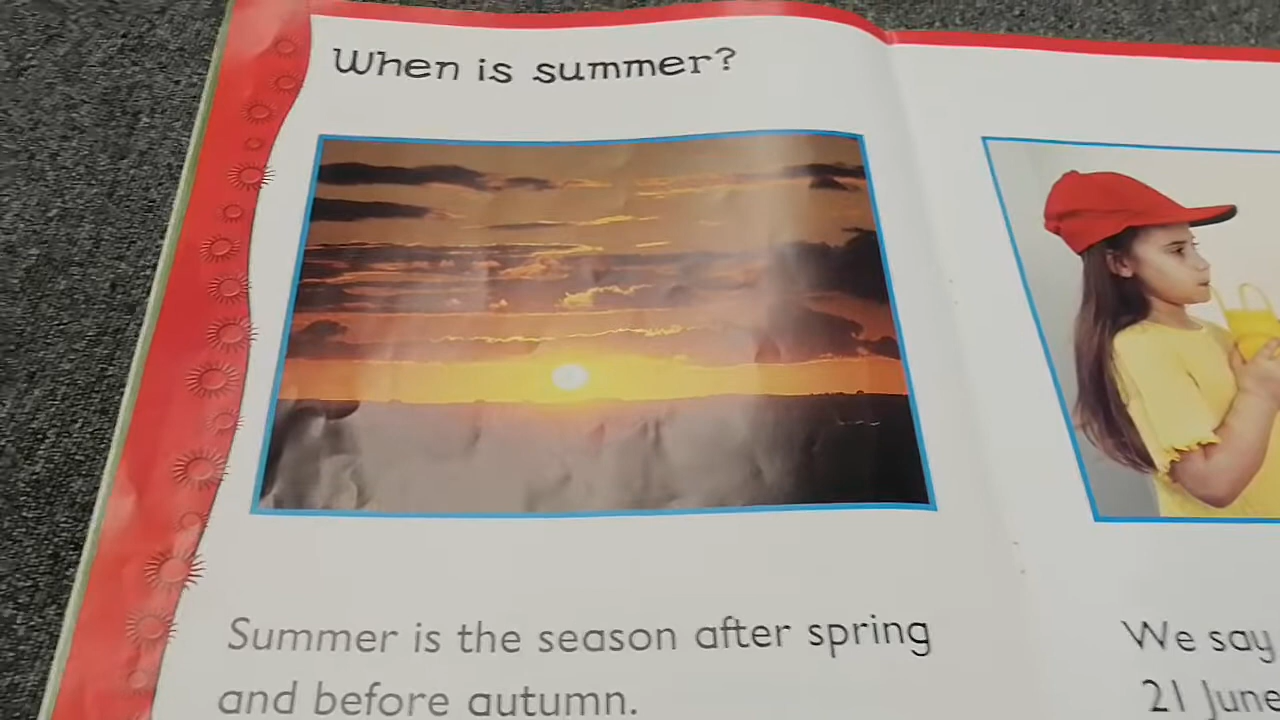 When is summer?
Summer is the season after spring
and before autumn.
We say
21 June